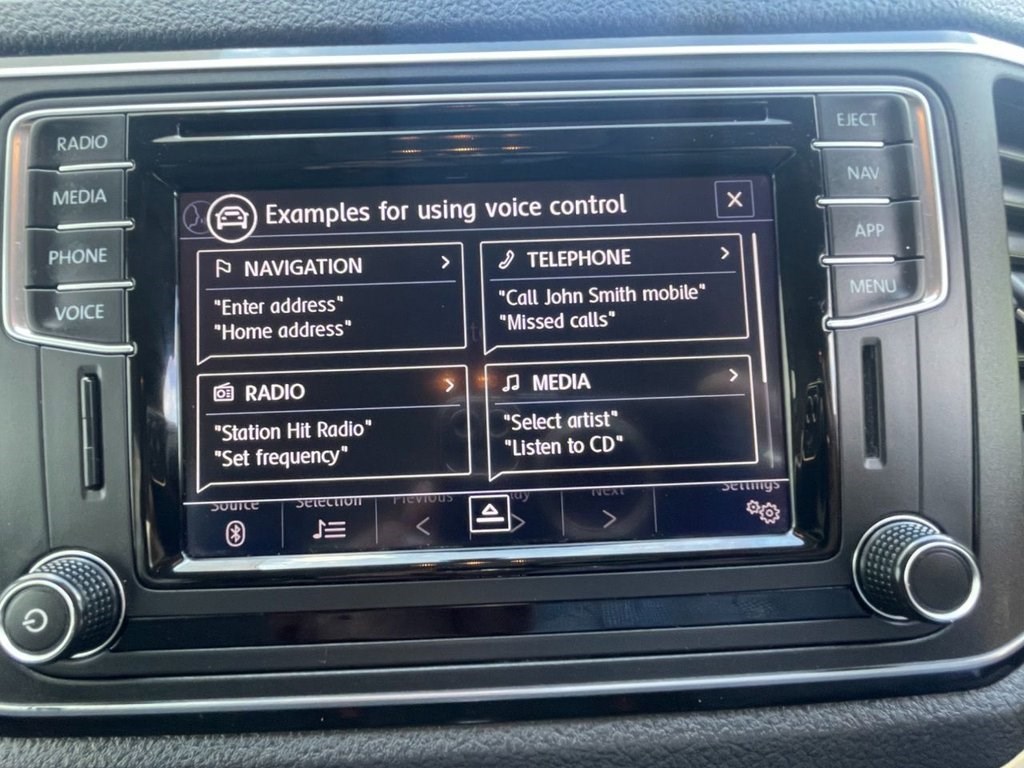 RADIO
MEDIA
PHONE
VOICE
Examples for using voice control
NAVIGATION
"Enter address"
"Home address"
TELEPHONE
"Call John Smith mobile"
"Missed calls"
RADIO
"Station Hit Radio"
"Set frequency"
MEDIA
"Select artist"
"Listen to CD"
Source
Selection
Previous
Next
Settings
EJECT
NAV
APP
MENU